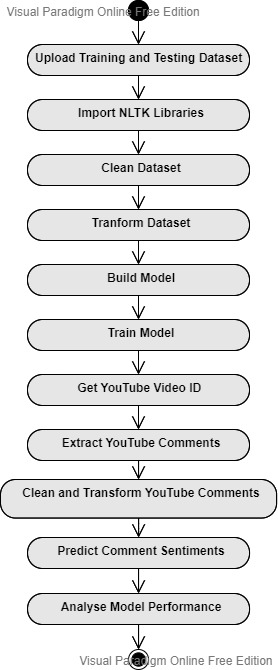 Visual Paradigm Online Free Edition
Upload Training and Testing Dataset
Import NLTK Libraries
Clean Dataset
Tranform Dataset
Build Model
Train Model
Get YouTube Video ID
Extract YouTube Comments
Clean and Transform YouTube Comments
Predict Comment Sentiments
Analyse Model Performance
Visual Paradigm Online Free Edition